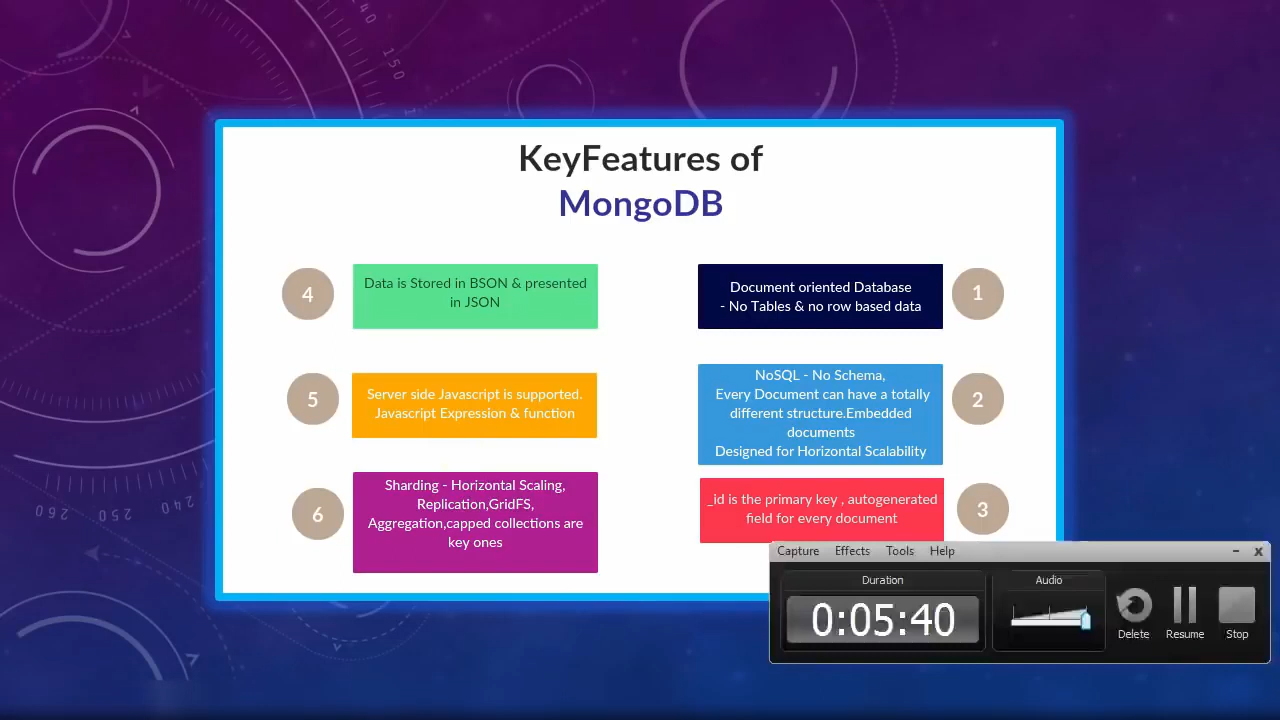 KeyFeatures of
MongoDB
4
Data is Stored in BSON & presented
in JSON
Document oriented Database
- No Tables & no row based data
1
5
Server side Javascript is supported.
Javascript Expression & function
NoSQL - No Schema,
Every Document can have a totally
different structure.Embedded
documents
Designed for Horizontal Scalability
2
6
Sharding - Horizontal Scaling,
Replication,GridFS,
Aggregation,capped collections are
key ones
_id is the primary key , autogenerated
field for every document
3
Capture Effects Tools Help
Duration
0:05:40
Audio
Delete Resume Stop
150
260 250 240